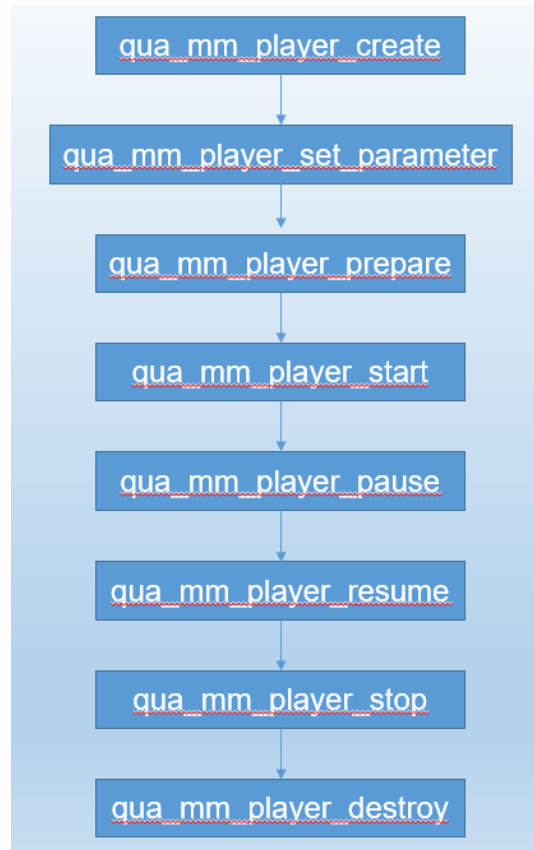 qua_mm_player_create
qua_mm_player_set_parameter
qua_mm_player_prepare
qua_mm_player_start
qua_mm_player_pause
qua_mm_player_resume
qua_mm_player_stop
qua_mm_player_destroy